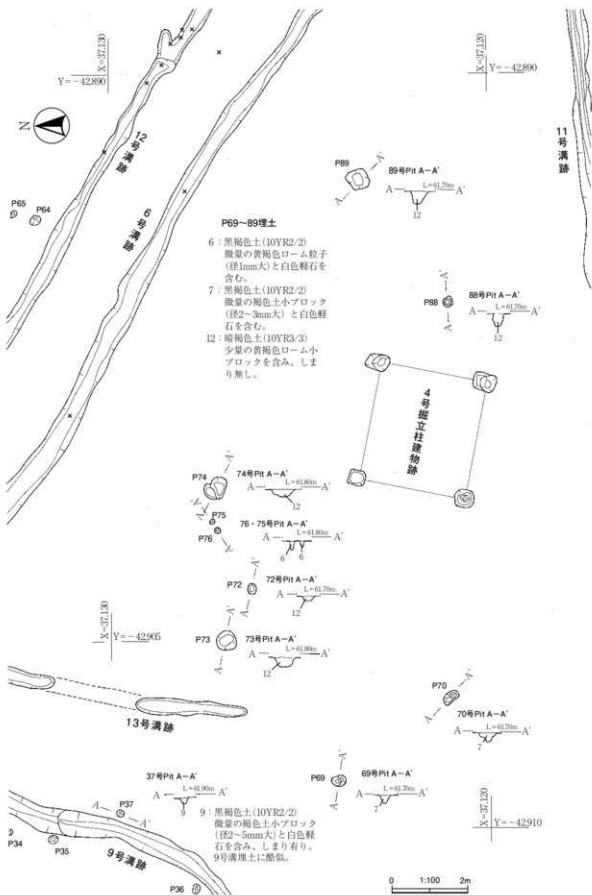 X=37,130
Y=-42,890
X=37,120
Y=-42,890
N
12号溝跡
6号溝跡
11号溝跡
P65
P64
P89
A
A'
89号Pit A-A'
A
L=61.70m
A'
12
P69~89埋土
6:黒褐色土(10YR2/2)
微量の黄褐色ローム粒子
(径1mm大)と白色軽石を
含む。
7:黒褐色土(10YR2/2)
微量の褐色土小ブロック
(径2~3mm大)と白色軽
石を含む。
12:暗褐色土(10YR3/3)
少量の黄褐色ローム小
ブロックを含み、しま
り無し。
P88
A
A'
88号Pit A-A'
A
L=61.70m
A'
12
4号掘立柱建物跡
P74
A
A'
74号Pit A-A'
A
L=61.80m
A'
12
P75
P76
A'
A
76・75号Pit A-A'
A
L=61.80m
A'
6
6
P72
A
A'
72号Pit A-A'
A
L=61.70m
A'
12
X=37,130
Y=-42,905
P73
A
A'
73号Pit A-A'
A
L=61.80m
A'
12
13号溝跡
P70
A
A'
70号Pit A-A'
A
L=61.70m
A'
7
P69
A
A'
69号Pit A-A'
A
L=61.70m
A'
7
37号Pit A-A'
A
L=61.90m
A'
9
A
A'
P37
P34
P35
9号溝跡
P36
9:黒褐色土(10YR2/2)
微量の褐色土小ブロック
(径2~5mm大)と白色軽
石を含み、しまり有り。
9号溝埋土に酷似。
X=37,120
Y=-42,910
0
1:100
2m